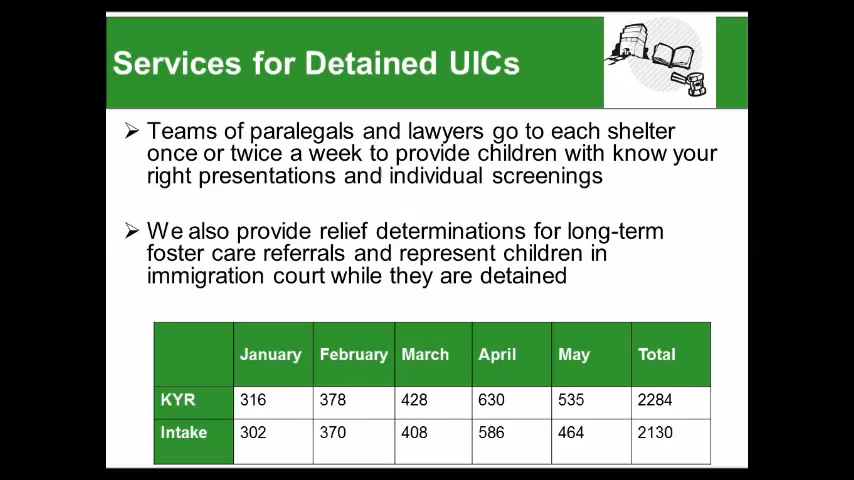 Services for Detained UICs
➢ Teams of paralegals and lawyers go to each shelter
once or twice a week to provide children with know your
right presentations and individual screenings
➢ We also provide relief determinations for long-term
foster care referrals and represent children in
immigration court while they are detained
January February March April May Total
KYR 316 378 428 630 535 2284
Intake 302 370 408 586 464 2130